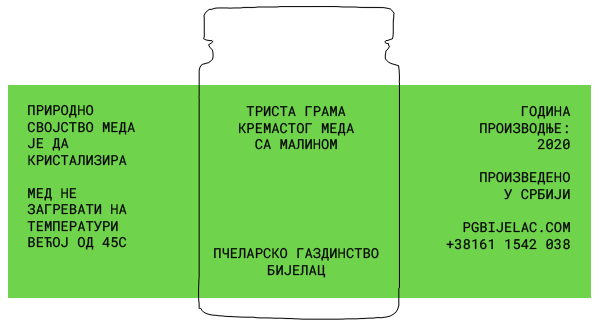 ПРИРОДНО
СВОЈСТВО МЕДА
ЈЕ ДА
КРИСТАЛИЗИРА
МЕД НЕ
ЗАГРЕВАТИ НА
ТЕМПЕРАТУРИ
ВЕЋОЈ ОД 45C
ТРИСТА ГРАМА
КРЕМАСТОГ МЕДА
СА МАЛИНОМ
ПЧЕЛАРСКО ГАЗДИНСТВО
БИЈЕЛАЦ
ГОДИНА
ПРОИЗВОДЊЕ:
2020
ПРОИЗВЕДЕНО
У СРБИЈИ
PGBIJELAC.COM
+38161 1542 038